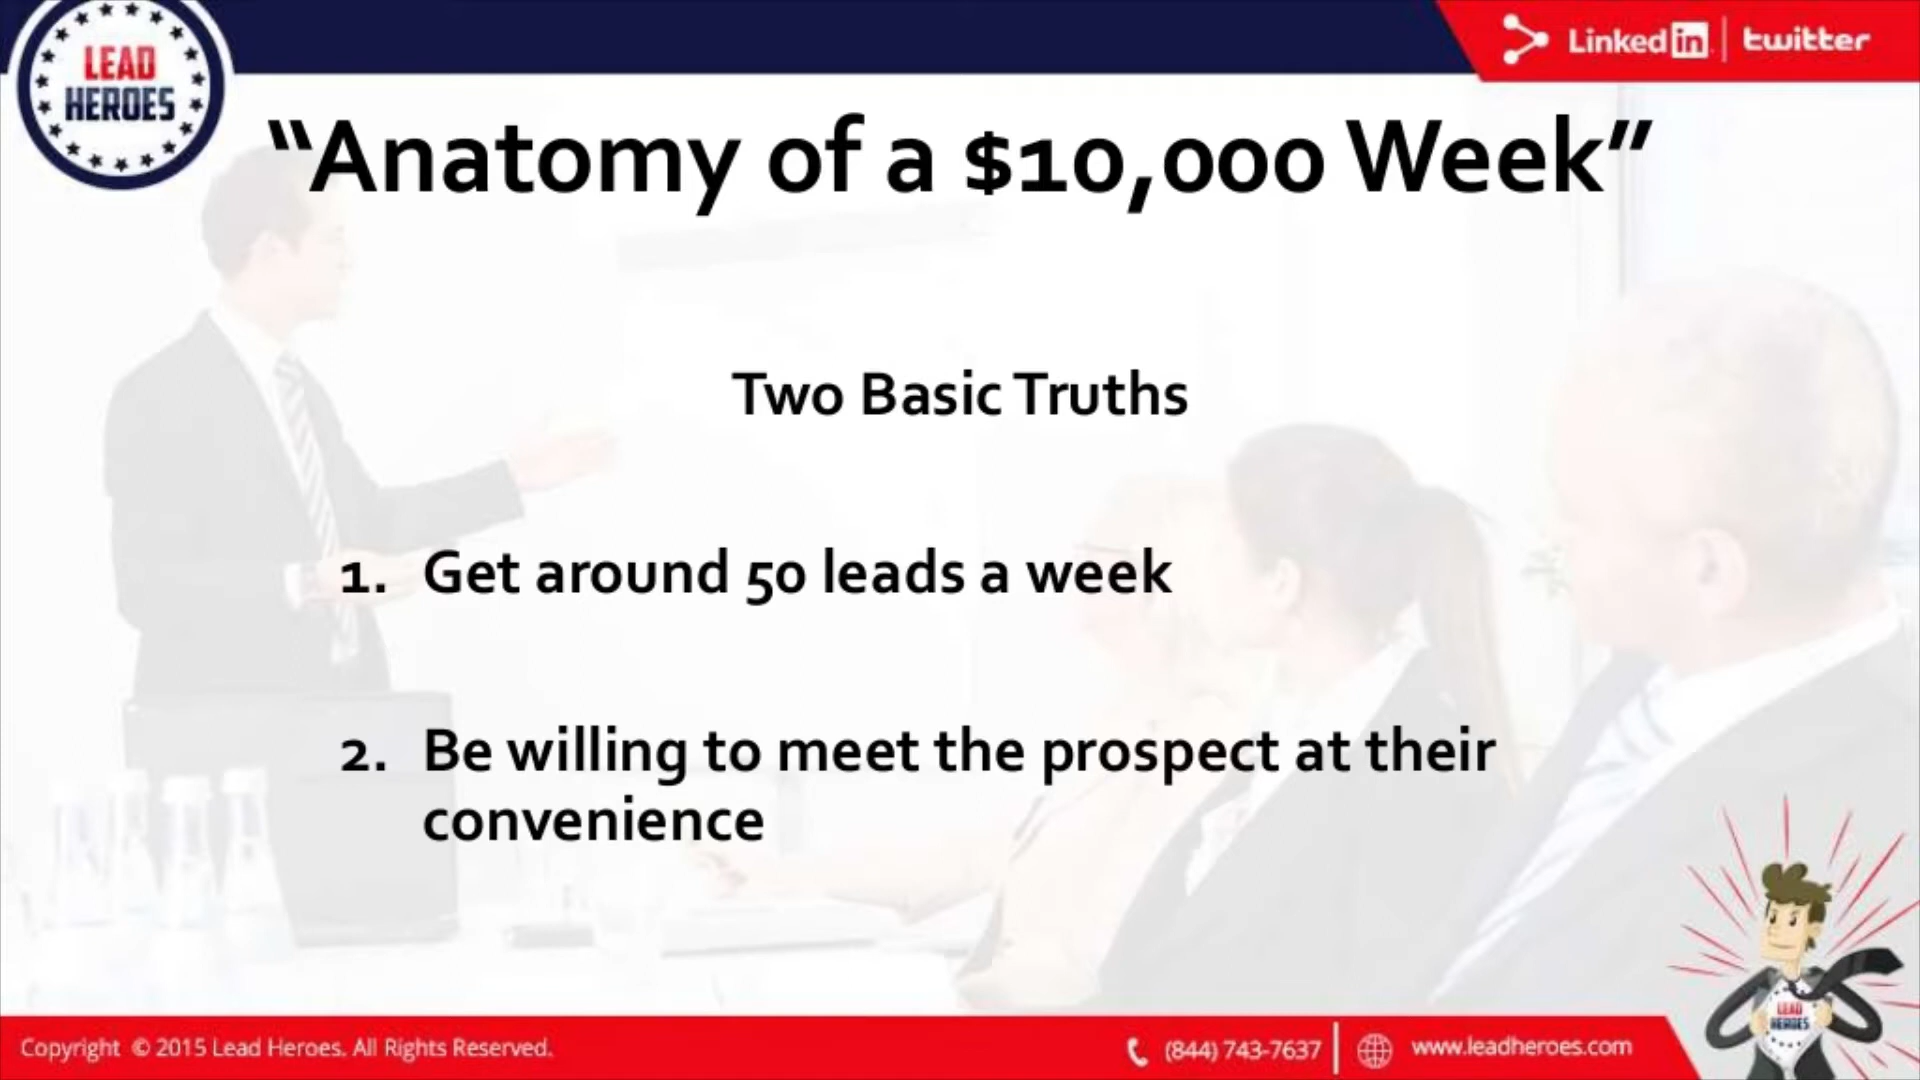 LEAD
HEROES
Linked in | twitter
“Anatomy of a $10,000 Week”
Two Basic Truths
1. Get around 50 leads a week
2. Be willing to meet the prospect at their
convenience
LEAD
HEROES
Copyright © 2015 Lead Heroes. All Rights Reserved.
(844) 743-7637
www.leadheroes.com